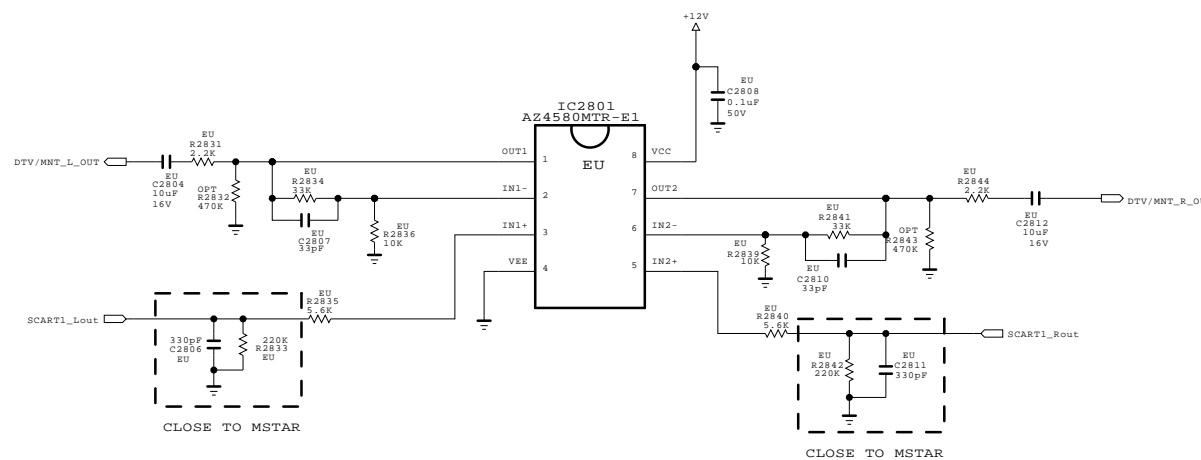 +12V
EU
C2808
0.1uF
50V
IC2801
AZ4580MTR-E1
EU
OUT1
1
IN1-
2
IN1+
3
VEE
4
8
VCC
7
OUT2
6
IN2-
5
IN2+
DTV/MNT_L_OUT
EU
R2831
2.2K
EU
C2804
10uF
16V
OPT
R2832
470K
EU
R2834
33K
EU
C2807
33pF
EU
R2836
10K
SCART1_Lout
EU
R2835
5.6K
330pF
C2806
EU
220K
R2833
EU
CLOSE TO MSTAR
EU
R2844
2.2K
DTV/MNT_R_OU
EU
C2812
10uF
16V
EU
R2841
33K
OPT
R2843
470K
EU
R2839
10K
EU
C2810
33pF
EU
R2840
5.6K
SCART1_Rout
EU
R2842
220K
EU
C2811
330pF
CLOSE TO MSTAR